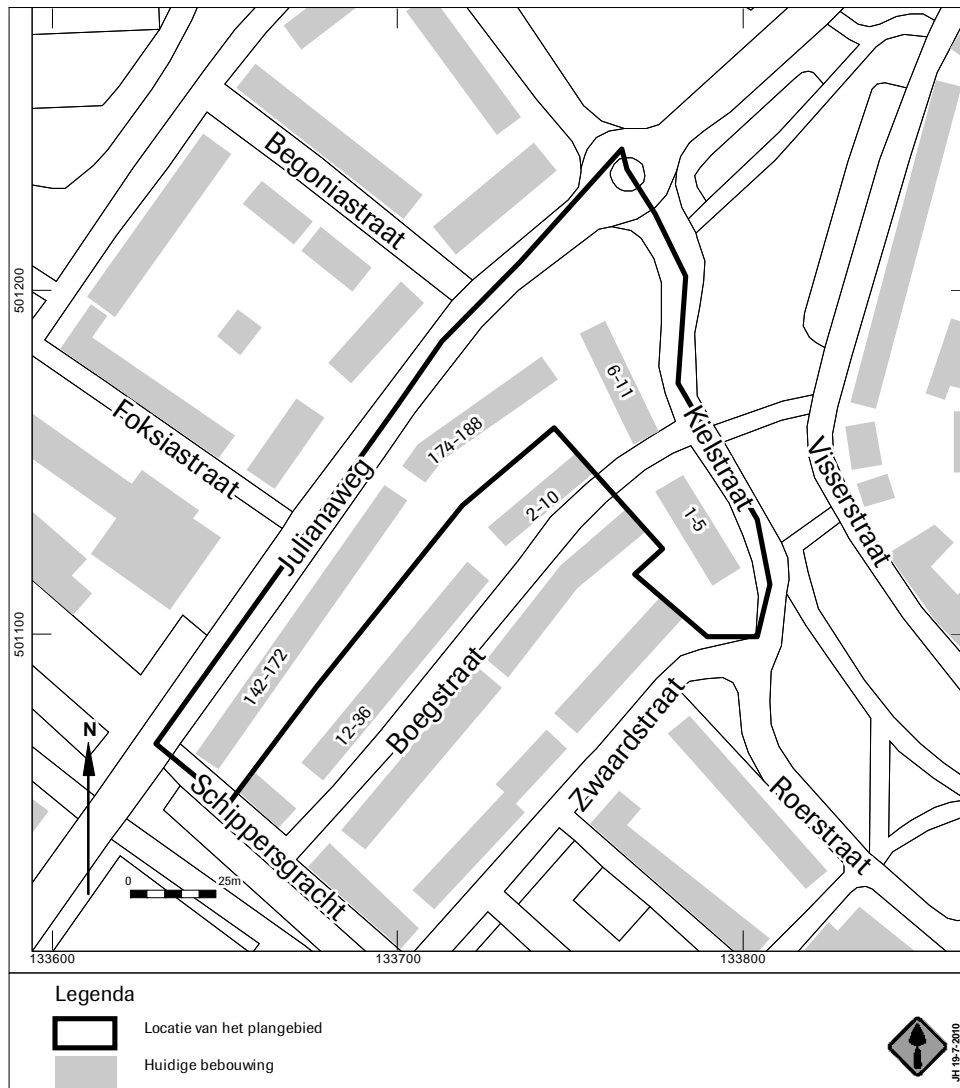 Begoniastraat
501200
6-11
Foksiastraat
174-188
Kielstraat
Julianaweg
2-10
1-5
Visserstraat
501100
142-172
12-36
Boegstraat
Zwaardstraat
N
Schippersgracht
Roerstraat
0 25m
133600 133700 133800
Legenda
Locatie van het plangebied
Huidige bebouwing
JH 19-7-2010